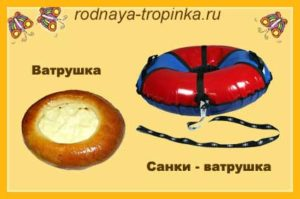 rodnaya-tropinka.ru
Ватрушка
Санки - ватрушка